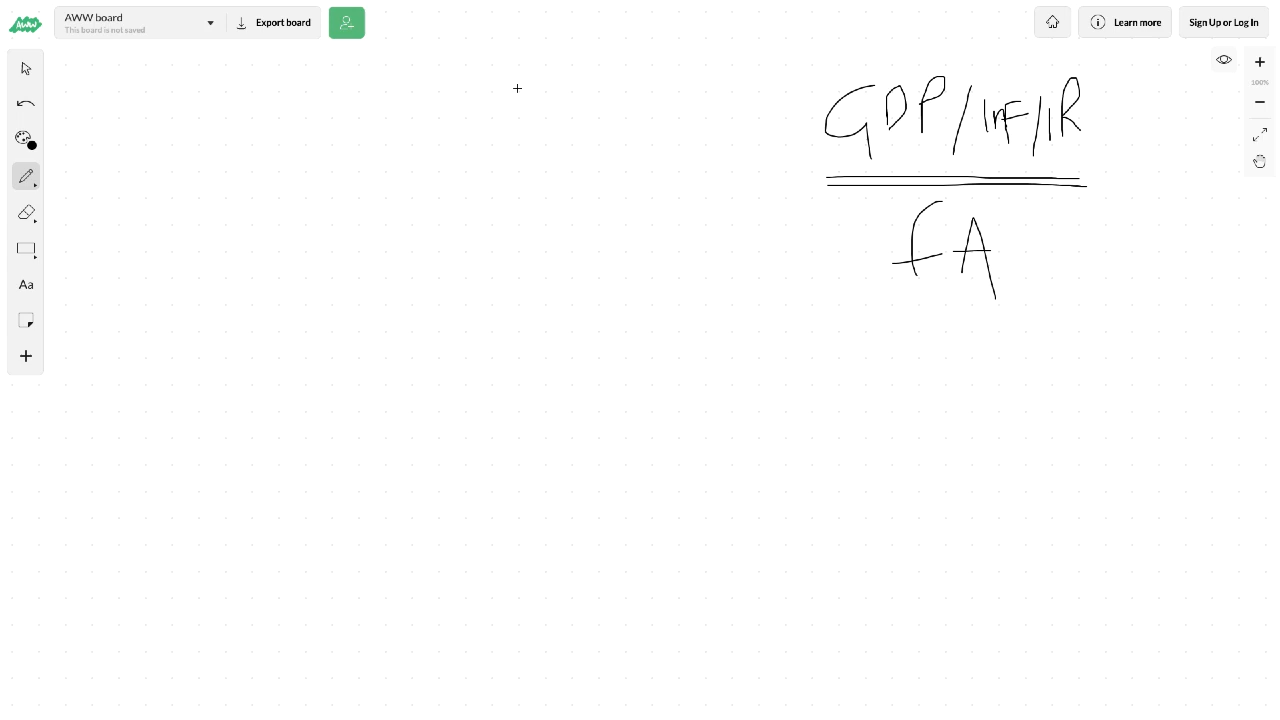 AWW
AWW board
This board is not saved
Export board
Learn more
Sign Up or Log In
100%
Aa
GDP/InF/IR
FA